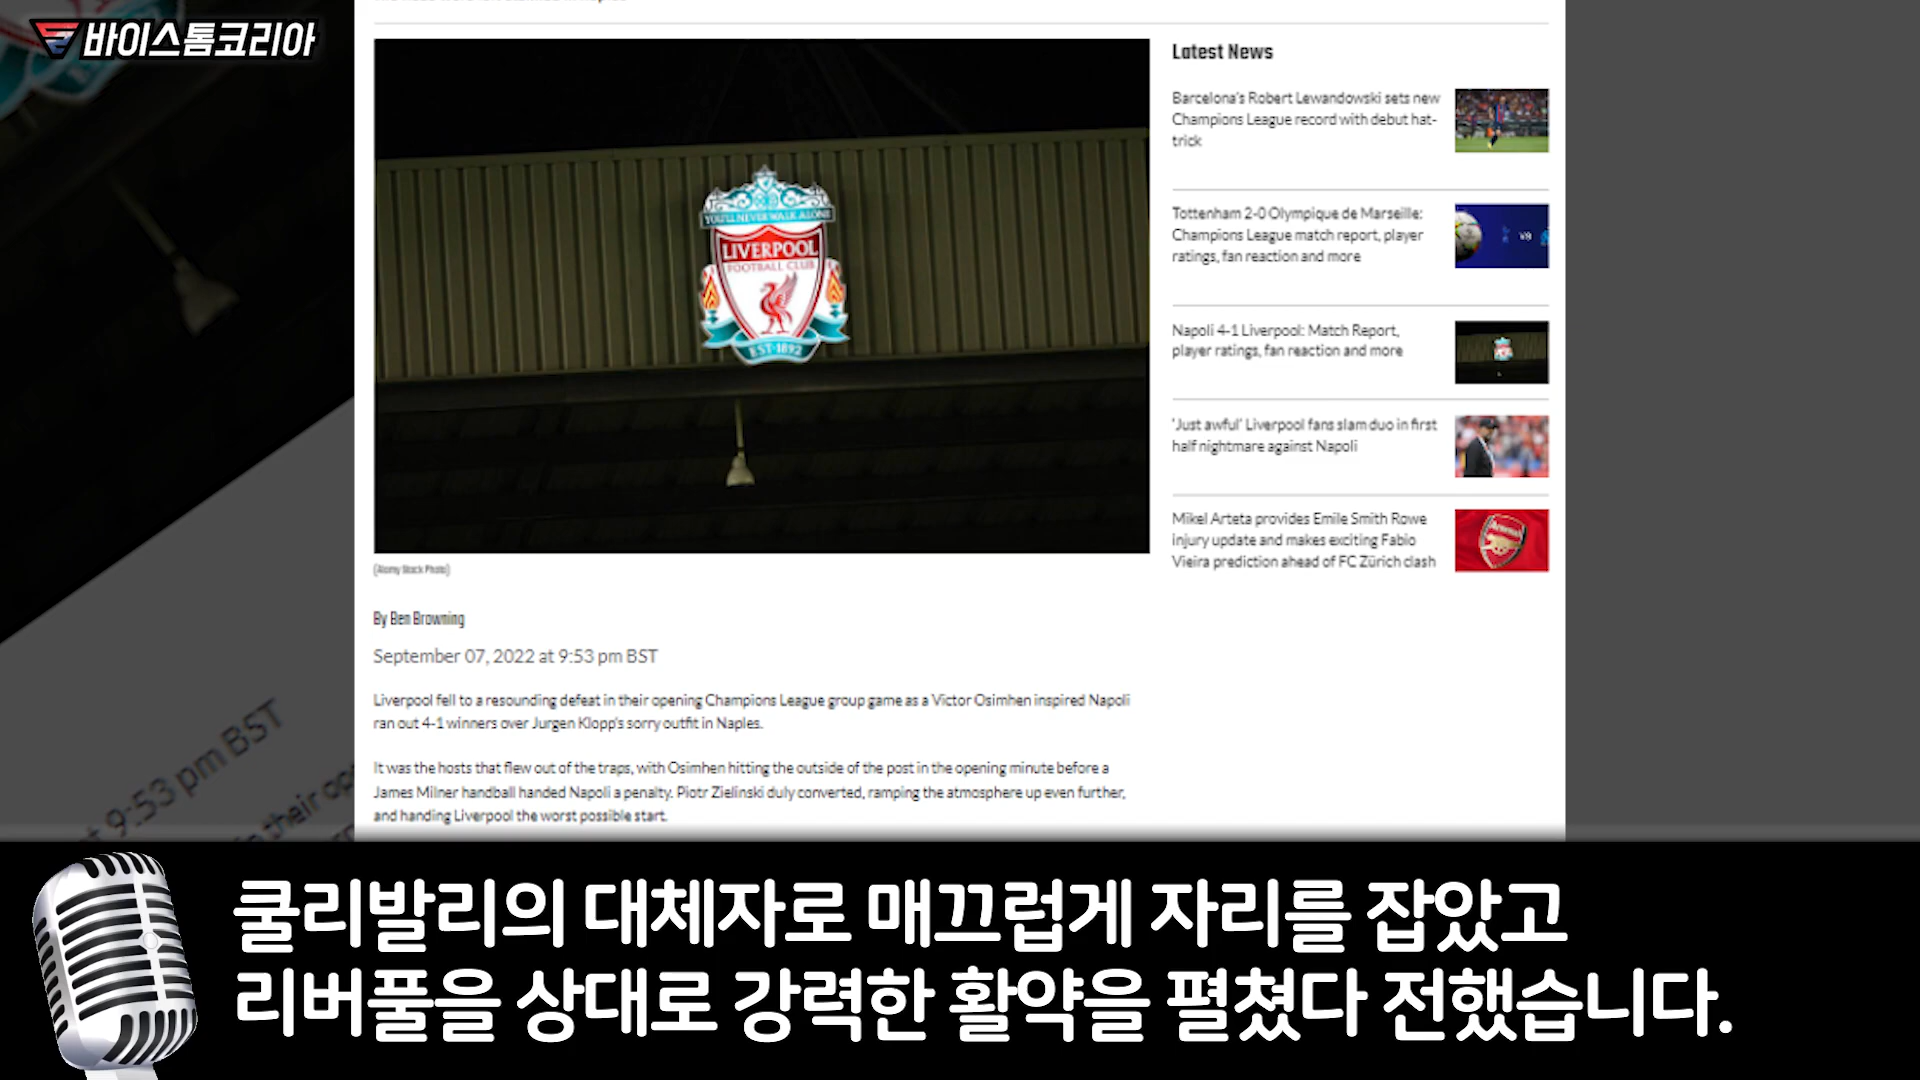 바이스톰코리아
YOU'LL NEVER WALK ALONE
LIVERPOOL
FOOTBALL CLUB
EST·1892
(Alamy Stock Photo)
By Ben Browning
September 07, 2022 at 9:53 pm BST
Liverpool fell to a resounding defeat in their opening Champions League group game as a Victor Osimhen inspired Napoli
ran out 4-1 winners over Jurgen Klopp's sorry outfit in Naples.
It was the hosts that flew out of the traps, with Osimhen hitting the outside of the post in the opening minute before a
James Milner handball handed Napoli a penalty. Piotr Zielinski duly converted, ramping the atmosphere up even further,
and handing Liverpool the worst possible start.
Latest News
Barcelona's Robert Lewandowski sets new
Champions League record with debut hat-
trick
Tottenham 2-0 Olympique de Marseille:
Champions League match report, player
ratings, fan reaction and more
VS
Napoli 4-1 Liverpool: Match Report,
player ratings, fan reaction and more
'Just awful' Liverpool fans slam duo in first
half nightmare against Napoli
Mikel Arteta provides Emile Smith Rowe
injury update and makes exciting Fabio
Vieira prediction ahead of FC Zürich clash
Arsenal
9:53 pm BST
쿨리발리의 대체자로 매끄럽게 자리를 잡았고
리버풀을 상대로 강력한 활약을 펼쳤다 전했습니다.